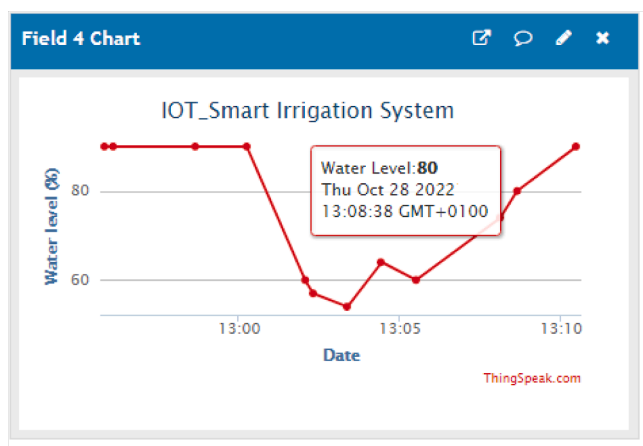 Field 4 Chart
IOT_Smart Irrigation System
Water Level:80
Thu Oct 28 2022
13:08:38 GMT+0100
Water level (%)
80
60
13:00
13:05
13:10
Date
ThingSpeak.com